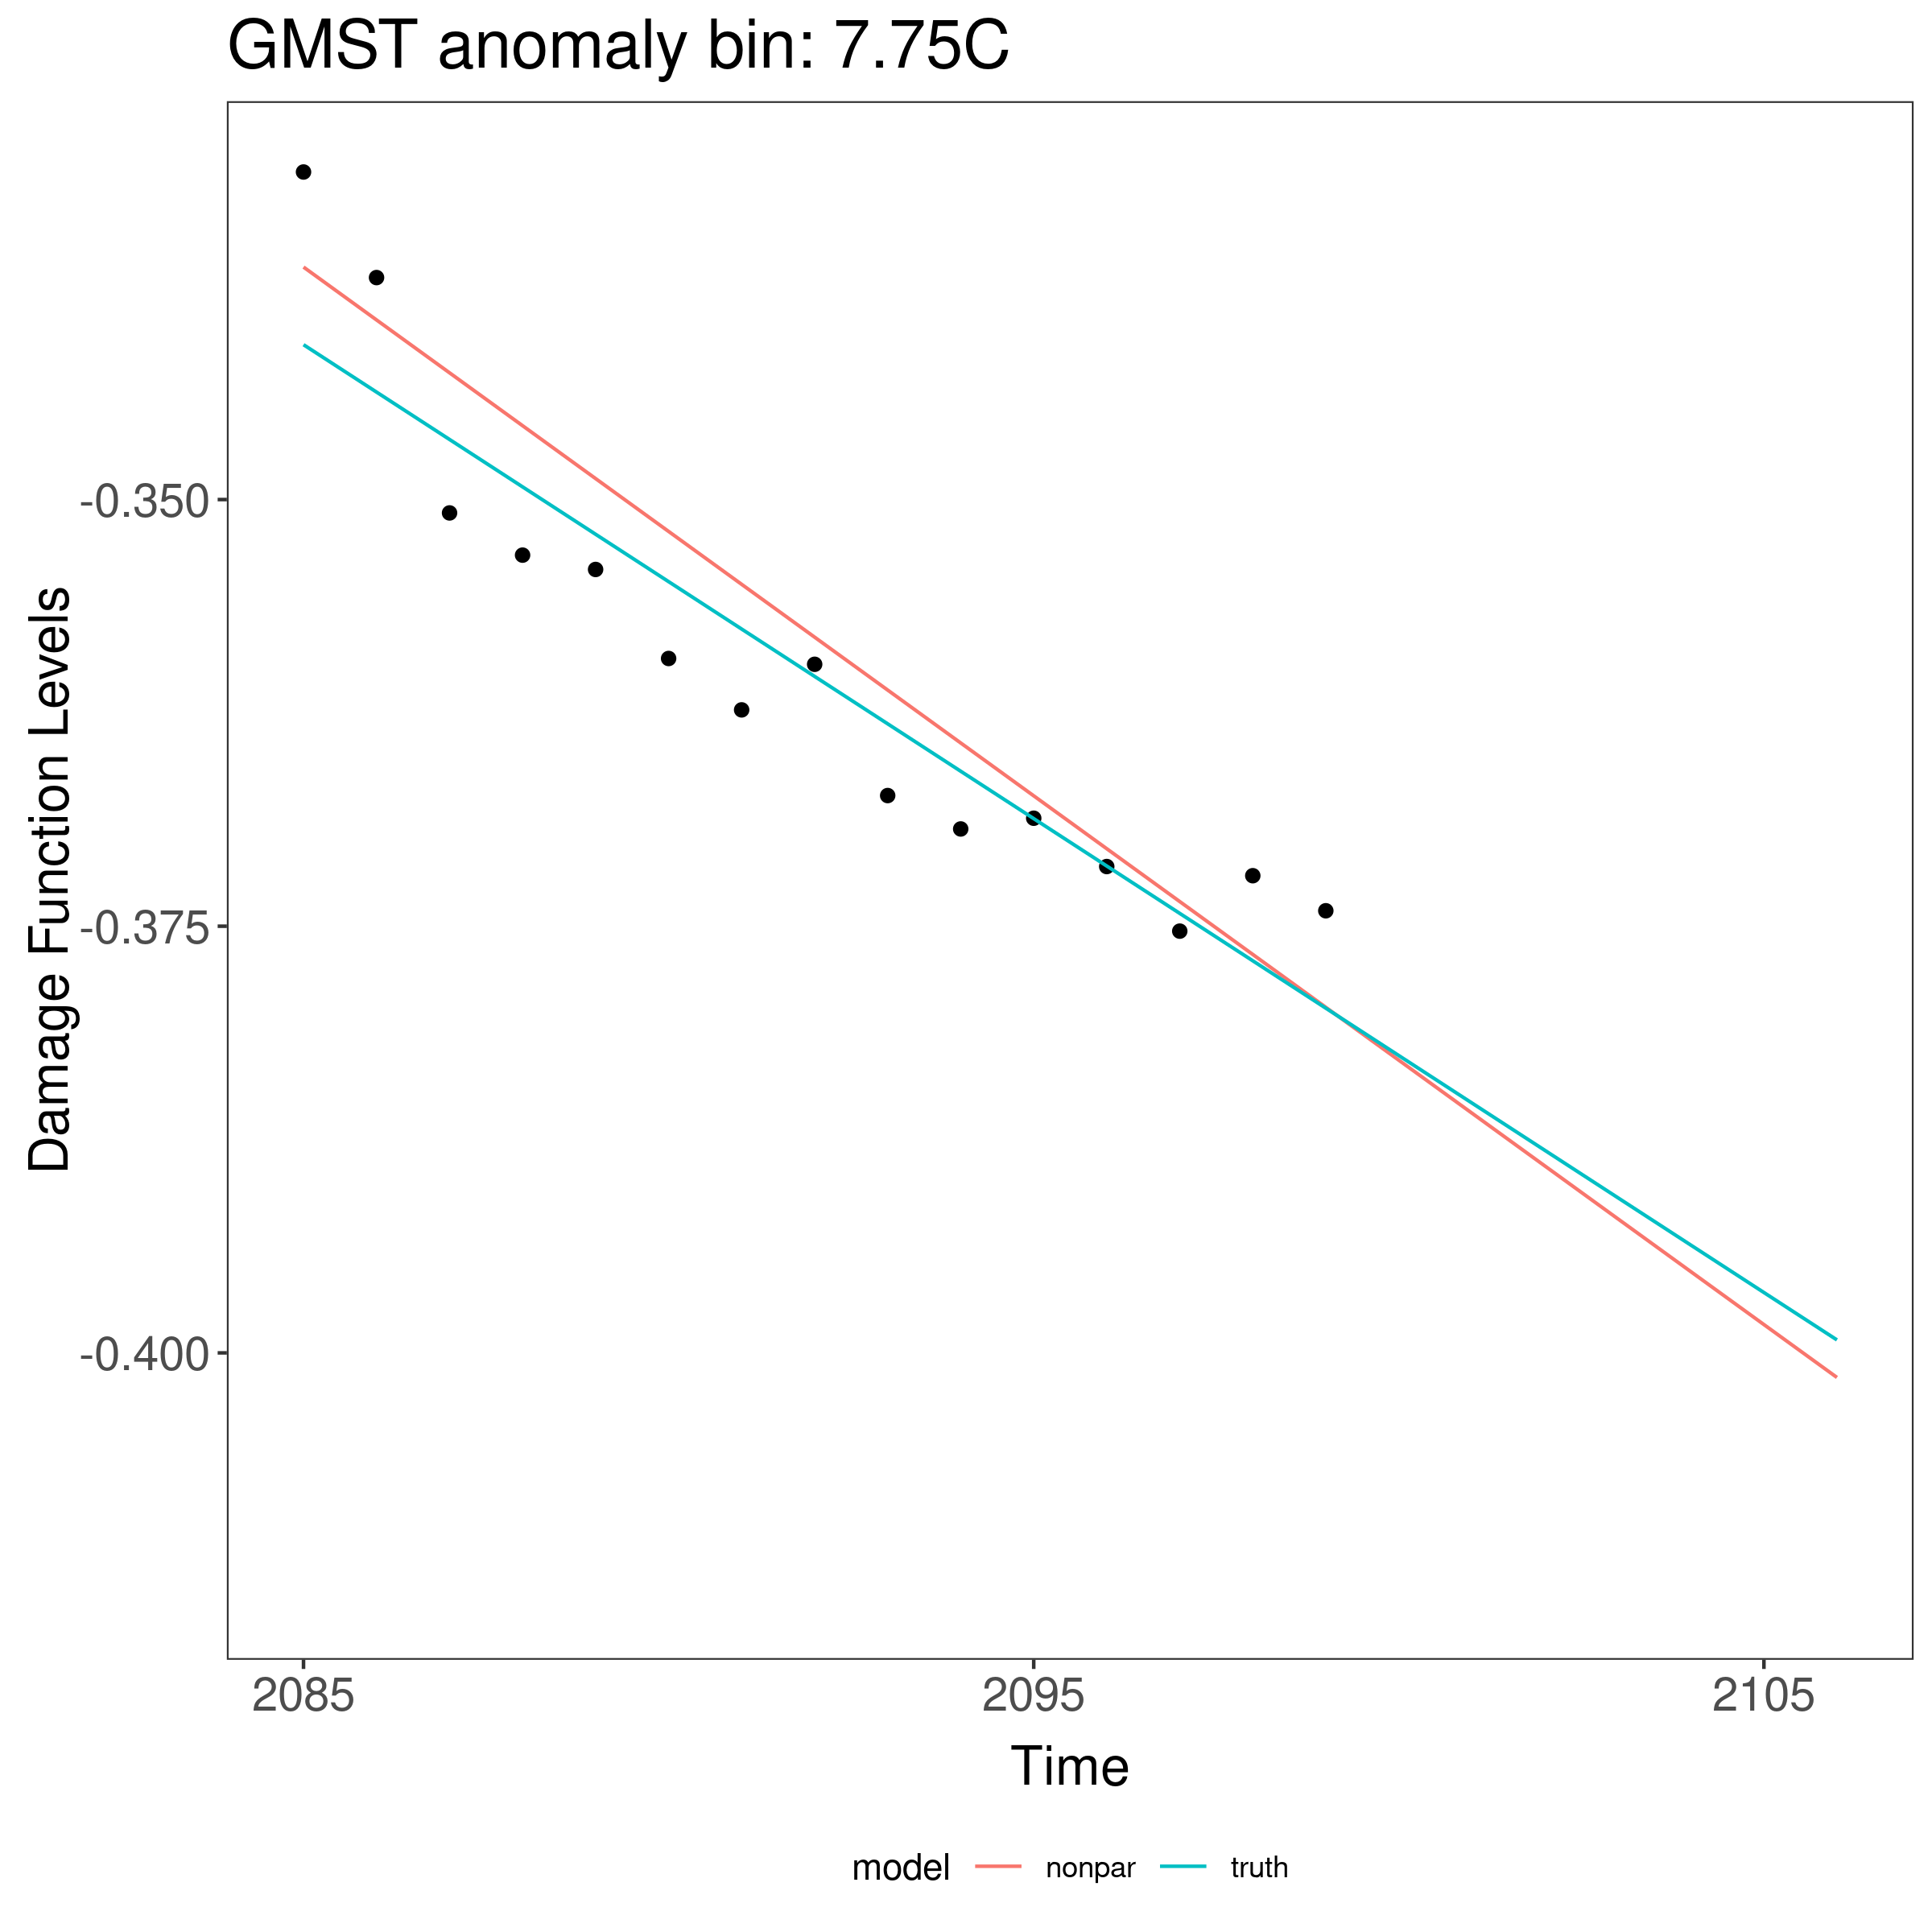 GMST anomaly bin: 7.75C
Damage Function Levels
-0.350
-0.375
-0.400
2085 2095 2105
Time
model nonpar truth